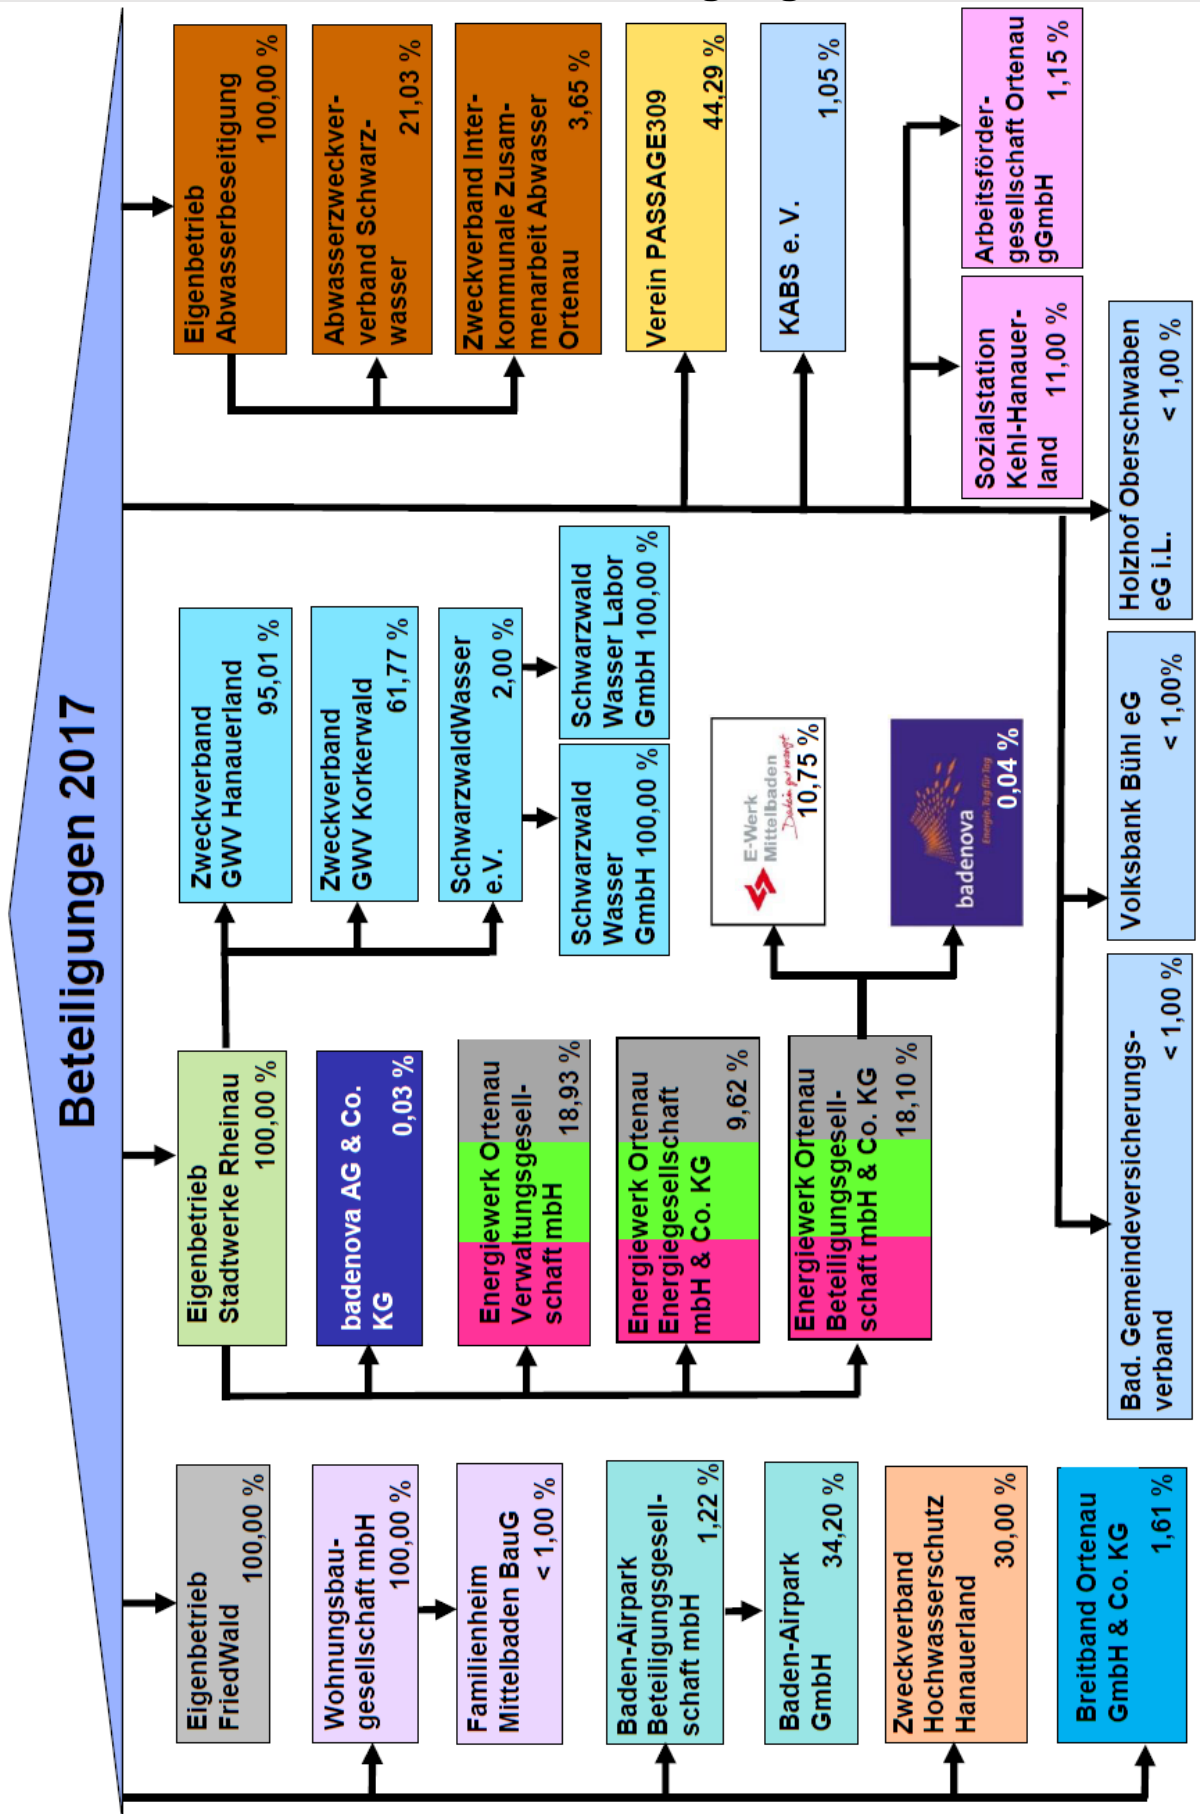 Beteiligungen 2017
Eigenbetrieb
FriedWald
100,00 %
Wohnungsbau-
gesellschaft mbH
100,00 %
Familienheim
Mittelbaden BauG
< 1,00 %
Baden-Airpark
Beteiligungsgesell-
schaft mbH
1,22 %
Baden-Airpark
GmbH
34,20 %
Zweckverband
Hochwasserschutz
Hanauerland
30,00 %
Breitband Ortenau
GmbH & Co. KG
1,61 %
Eigenbetrieb
Stadtwerke Rheinau
100,00 %
badenova AG & Co.
KG
0,03 %
Energiewerk Ortenau
Verwaltungsgesell-
schaft mbH
18,93 %
Energiewerk Ortenau
Energiegesellschaft
mbH & Co. KG
9,62 %
Energiewerk Ortenau
Beteiligungsgesell-
schaft mbH & Co. KG
18,10 %
Zweckverband
GWV Hanauerland
95,01 %
Zweckverband
GWV Korkerwald
61,77 %
SchwarzwaldWasser
e.V.
2,00 %
Schwarzwald
Wasser
GmbH 100,00 %
Schwarzwald
Wasser Labor
GmbH 100,00 %
E-Werk
Mittelbaden
10,75 %
badenova
Energie. Tag für Tag
0,04 %
Eigenbetrieb
Abwasserbeseitigung
100,00 %
Abwasserzweckver-
verband Schwarz-
wasser
21,03 %
Zweckverband Inter-
kommunale Zusam-
menarbeit Abwasser
Ortenau
3,65 %
Verein PASSAGE309
44,29 %
KABS e. V.
1,05 %
Sozialstation
Kehl-Hanauer-
land 11,00 %
Arbeitsförder-
gesellschaft Ortenau
gGmbH
1,15 %
Bad. Gemeindeversicherungs-
verband
< 1,00 %
Volksbank Bühl eG
< 1,00%
Holzhof Oberschwaben
eG i.L.
< 1,00 %